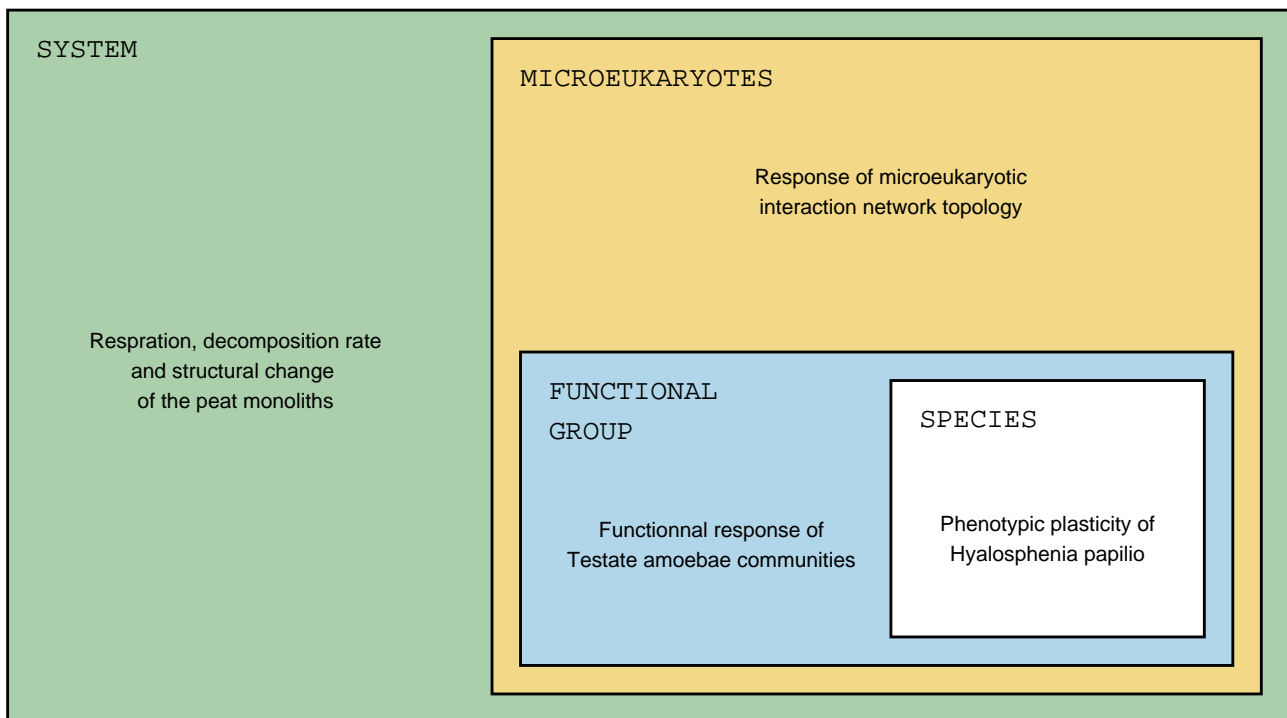 SYSTEM
MICROEUKARYOTES
Response of microeukaryotic
interaction network topology
Respration, decomposition rate
and structural change
of the peat monoliths
FUNCTIONAL
GROUP
Functionnal response of
Testate amoebae communities
SPECIES
Phenotypic plasticity of
Hyalosphenia papilio